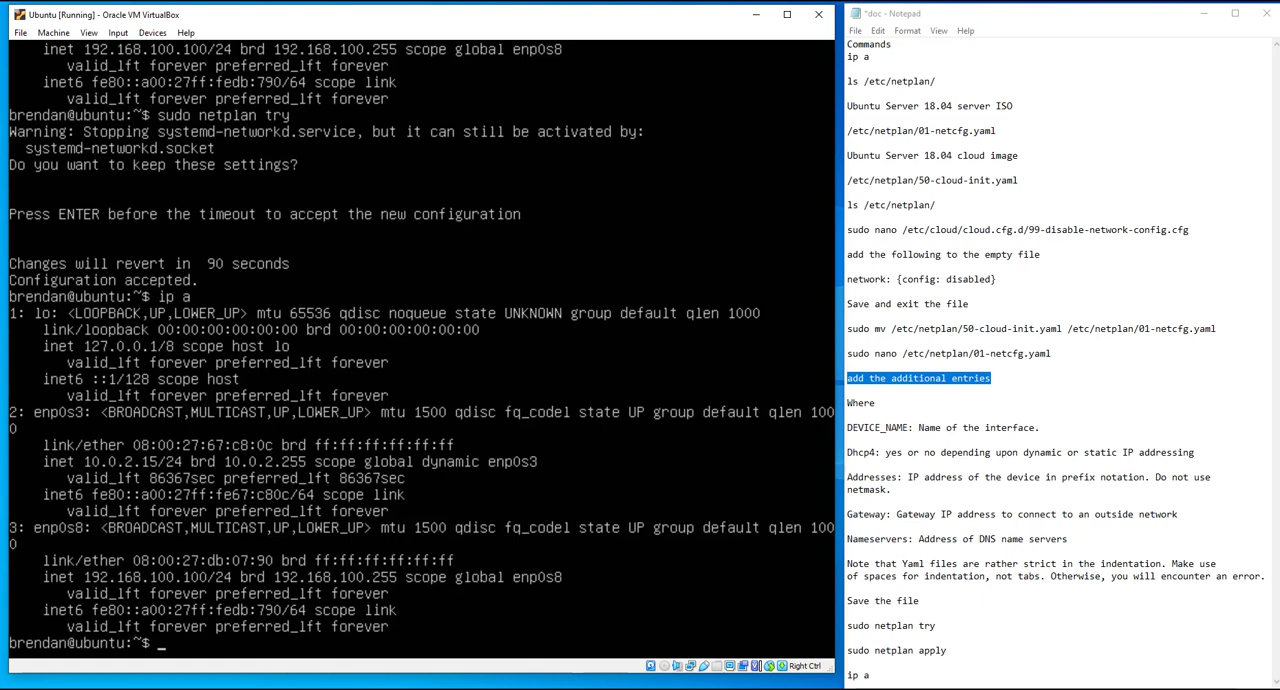 Ubuntu [Running] - Oracle VM VirtualBox
File Machine View Input Devices Help
inet 192.168.100.100/24 brd 192.168.100.255 scope global enp0s8
valid_lft forever preferred_lft forever
inet6 fe80::a00:27ff:fedb:790/64 scope link
valid_lft forever preferred_lft forever
brendan@ubuntu:~$ sudo netplan try
Warning: Stopping systemd-networkd.service, but it can still be activated by:
systemd-networkd.socket
Do you want to keep these settings?
Press ENTER before the timeout to accept the new configuration
Changes will revert in  90 seconds
Configuration accepted.
brendan@ubuntu:~$ ip a
1: lo: <LOOPBACK,UP,LOWER_UP> mtu 65536 qdisc noqueue state UNKNOWN group default qlen 1000
link/loopback 00:00:00:00:00:00 brd 00:00:00:00:00:00
inet 127.0.0.1/8 scope host lo
valid_lft forever preferred_lft forever
inet6 ::1/128 scope host
valid_lft forever preferred_lft forever
2: enp0s3: <BROADCAST,MULTICAST,UP,LOWER_UP> mtu 1500 qdisc fq_codel state UP group default qlen 100
0
link/ether 08:00:27:67:c8:0c brd ff:ff:ff:ff:ff:ff
inet 10.0.2.15/24 brd 10.0.2.255 scope global dynamic enp0s3
valid_lft 86367sec preferred_lft 86367sec
inet6 fe80::a00:27ff:fe67:c80c/64 scope link
valid_lft forever preferred_lft forever
3: enp0s8: <BROADCAST,MULTICAST,UP,LOWER_UP> mtu 1500 qdisc fq_codel state UP group default qlen 100
0
link/ether 08:00:27:db:07:90 brd ff:ff:ff:ff:ff:ff
inet 192.168.100.100/24 brd 192.168.100.255 scope global enp0s8
valid_lft forever preferred_lft forever
inet6 fe80::a00:27ff:fedb:790/64 scope link
valid_lft forever preferred_lft forever
brendan@ubuntu:~$ _
Right Ctrl
*doc - Notepad
File Edit Format View Help
Commands
ip a
ls /etc/netplan/
Ubuntu Server 18.04 server ISO
/etc/netplan/01-netcfg.yaml
Ubuntu Server 18.04 cloud image
/etc/netplan/50-cloud-init.yaml
ls /etc/netplan/
sudo nano /etc/cloud/cloud.cfg.d/99-disable-network-config.cfg
add the following to the empty file
network: {config: disabled}
Save and exit the file
sudo mv /etc/netplan/50-cloud-init.yaml /etc/netplan/01-netcfg.yaml
sudo nano /etc/netplan/01-netcfg.yaml
add the additional entries
Where
DEVICE_NAME: Name of the interface.
Dhcp4: yes or no depending upon dynamic or static IP addressing
Addresses: IP address of the device in prefix notation. Do not use
netmask.
Gateway: Gateway IP address to connect to an outside network
Nameservers: Address of DNS name servers
Note that Yaml files are rather strict in the indentation. Make use
of spaces for indentation, not tabs. Otherwise, you will encounter an error.
Save the file
sudo netplan try
sudo netplan apply
ip a